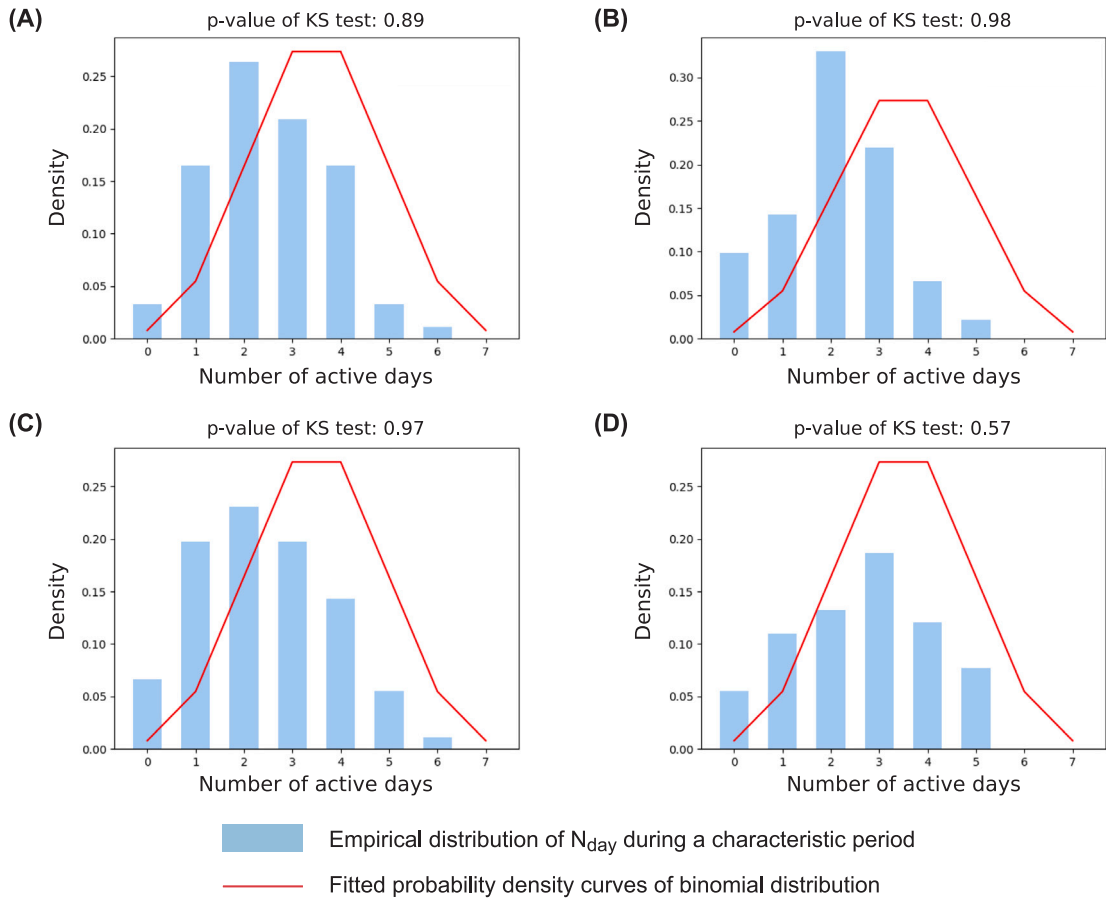 (A)
p-value of KS test: 0.89
Density
0.25
0.20
0.15
0.10
0.05
0.00
0 1 2 3 4 5 6 7
Number of active days
(B)
p-value of KS test: 0.98
Density
0.30
0.25
0.20
0.15
0.10
0.05
0.00
0 1 2 3 4 5 6 7
Number of active days
(C)
p-value of KS test: 0.97
Density
0.25
0.20
0.15
0.10
0.05
0.00
0 1 2 3 4 5 6 7
Number of active days
(D)
p-value of KS test: 0.57
Density
0.25
0.20
0.15
0.10
0.05
0.00
0 1 2 3 4 5 6 7
Number of active days
Empirical distribution of Nday during a characteristic period
Fitted probability density curves of binomial distribution